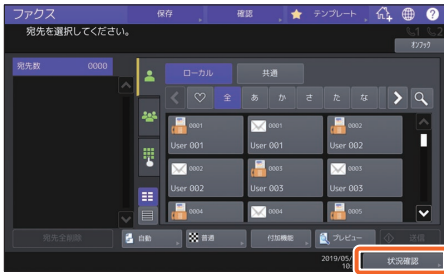 ファクス 保存 確認 テンプレート ?
宛先を選択してください。
ｵﾝﾌｯｸ
宛先数 0000
ローカル 共通
< 全 あ か さ た な >
0001 0001 0002
User 001 User 001 User 002
0002 0003 0003
User 002 User 003 User 003
0004 0004 0005
宛先全削除 自動 普通 付加機能 プレビュー 送信
2019/05/
10: 状況確認